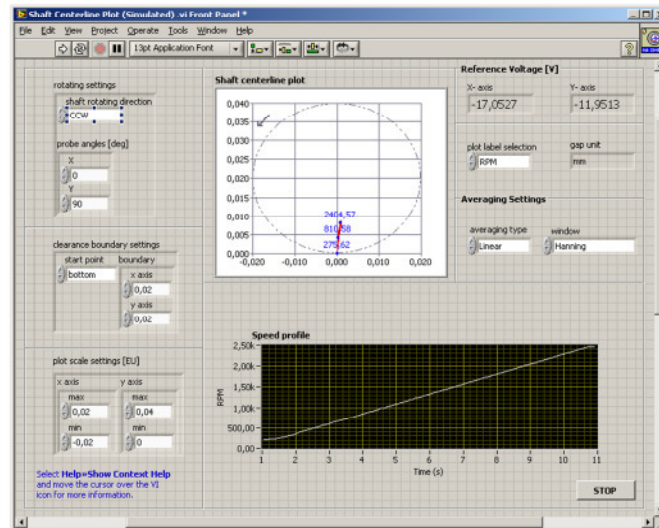 Shaft Centerline Plot (Simulated) .vi Front Panel *
File Edit View Project Operate Tools Window Help
13pt Application Font
rotating settings
shaft rotating direction
CCW
probe angles [deg]
X
0
Y
90
clearance boundary settings
start point boundary
bottom
x axis
0,02
y axis
0,02
plot scale settings [EU]
x axis y axis
max max
0,02 0,04
min min
-0,02 0
Select Help=Show Context Help
and move the cursor over the VI
icon for more information.
Shaft centerline plot
0,040
0,035
0,030
0,025
0,020
0,015
0,010
0,005
0,000
-0,020 -0,010 0,000 0,010 0,020
2404,57
810,58
Reference Voltage [V]
X- axis Y- axis
-17,0527 -11,9513
plot label selection gap unit
RPM mm
Averaging Settings
averaging type window
Linear Hanning
Speed profile
RPM
2,50k
2,00k
1,50k
1,00k
500,00
0,00
1 2 3 4 5 6 7 8 9 10 11
Time (s)
STOP